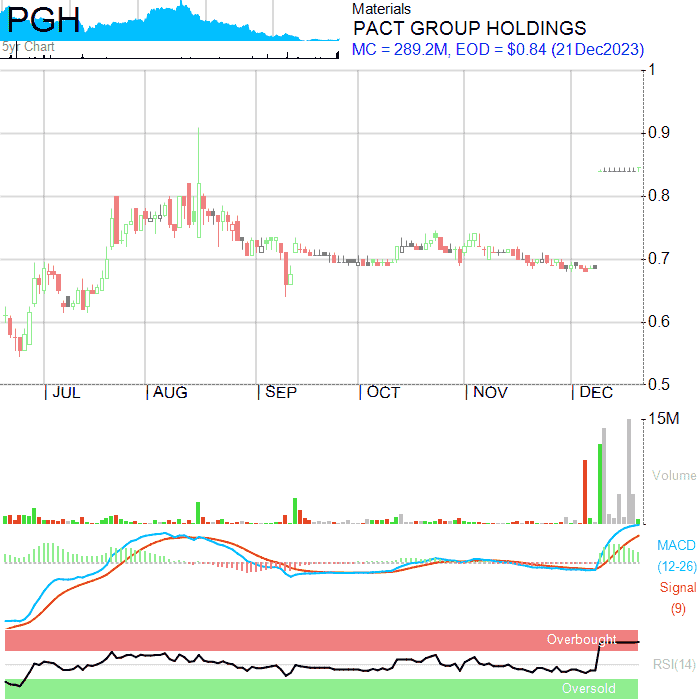 PGH
5yr Chart
Materials
PACT GROUP HOLDINGS
MC = 289.2M, EOD = $0.84 (21Dec2023)
1
0.9
0.8
0.7
0.6
0.5
JUL AUG SEP OCT NOV DEC
15M
Volume
MACD
(12-26)
Signal
(9)
Overbought
RSI(14)
Oversold